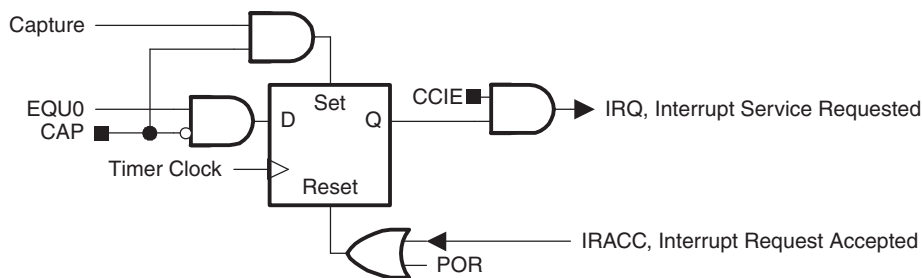 Capture
EQU0
CAP
Timer Clock
Set
D
Q
Reset
CCIE
IRQ, Interrupt Service Requested
IRACC, Interrupt Request Accepted
POR